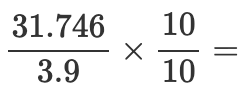 31.746/3.9 × 10/10 =